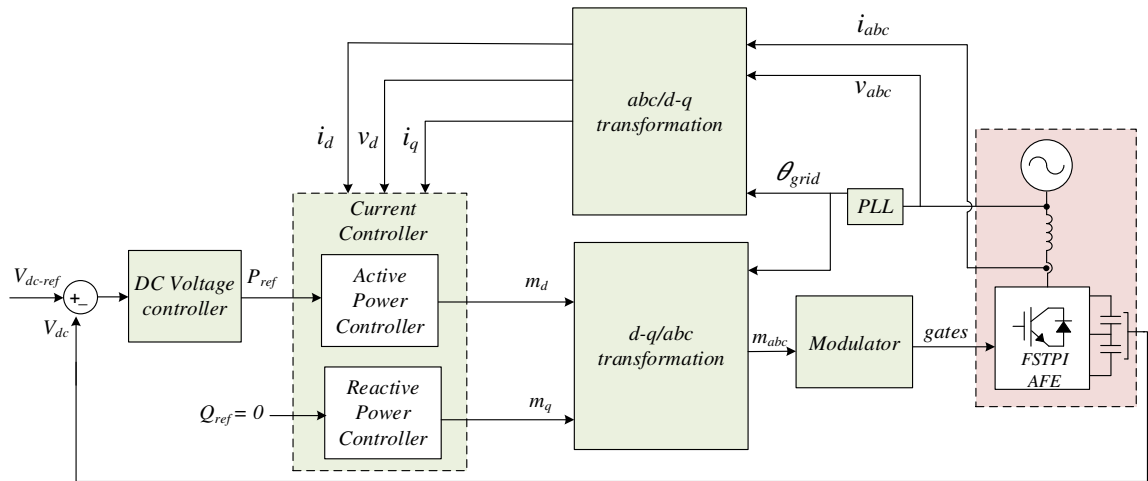 i_abc
abc/d-q
transformation
v_abc
i_d
v_d
i_q
θ_grid
PLL
Current
Controller
V_dc-ref
+
−
V_dc
DC Voltage
controller
P_ref
Active
Power
Controller
m_d
d-q/abc
transformation
m_abc
Modulator
gates
FSTPI
AFE
Q_ref = 0
Reactive
Power
Controller
m_q